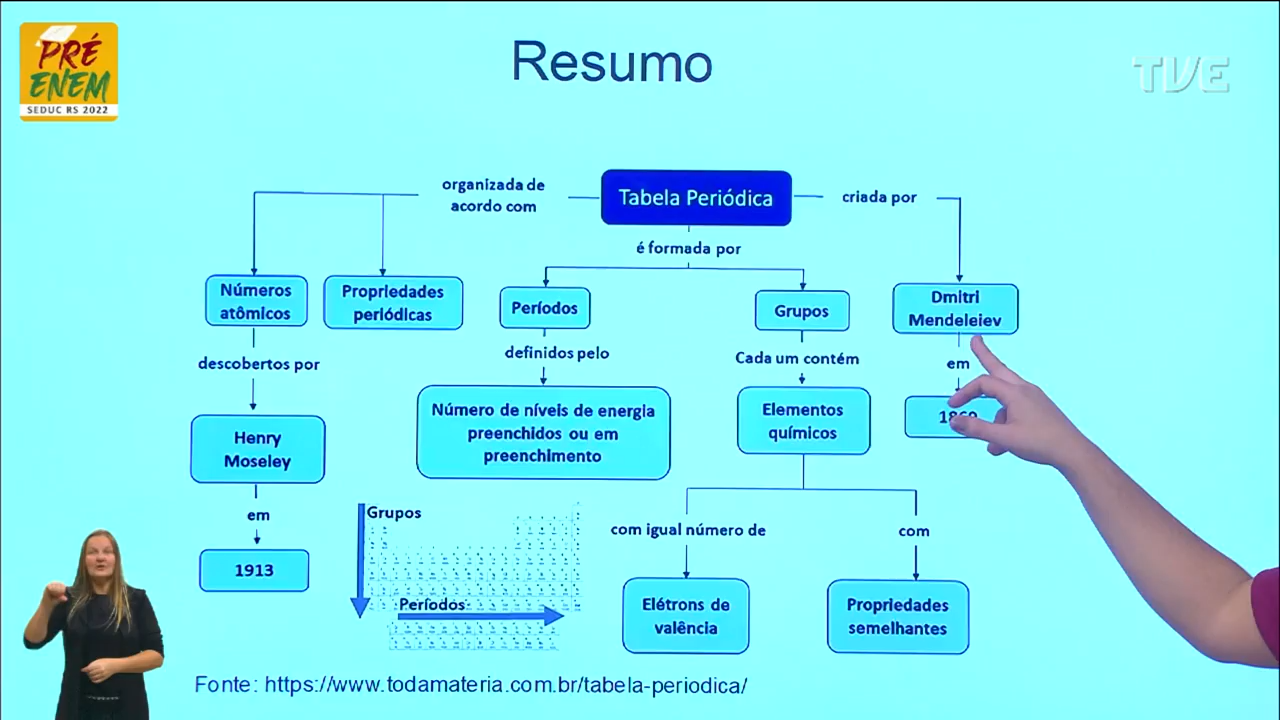 PRÉ
ENEM
SEDUC RS 2022
Resumo
TVE
organizada de
acordo com
Tabela Periódica
criada por
é formada por
Números
atômicos
Propriedades
periódicas
Períodos
Grupos
Dmitri
Mendeleiev
descobertos por
definidos pelo
Cada um contém
em
Henry
Moseley
Número de níveis de energia
preenchidos ou em
preenchimento
Elementos
químicos
em
1913
Grupos
Períodos
com igual número de
com
Elétrons de
valência
Propriedades
semelhantes
Fonte: https://www.todamateria.com.br/tabela-periodica/